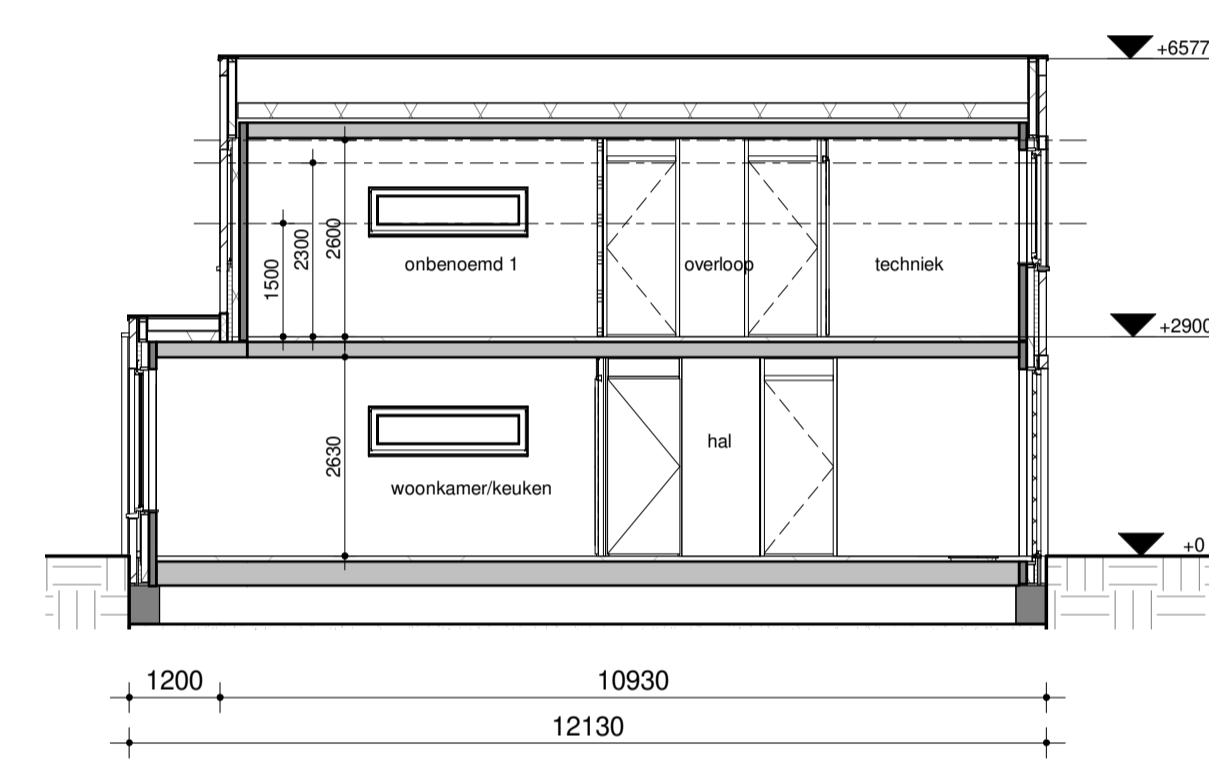 +6577
2600
2300
1500
onbenoemd 1
overloop
techniek
+2900
2630
hal
woonkamer/keuken
+0
1200
10930
12130